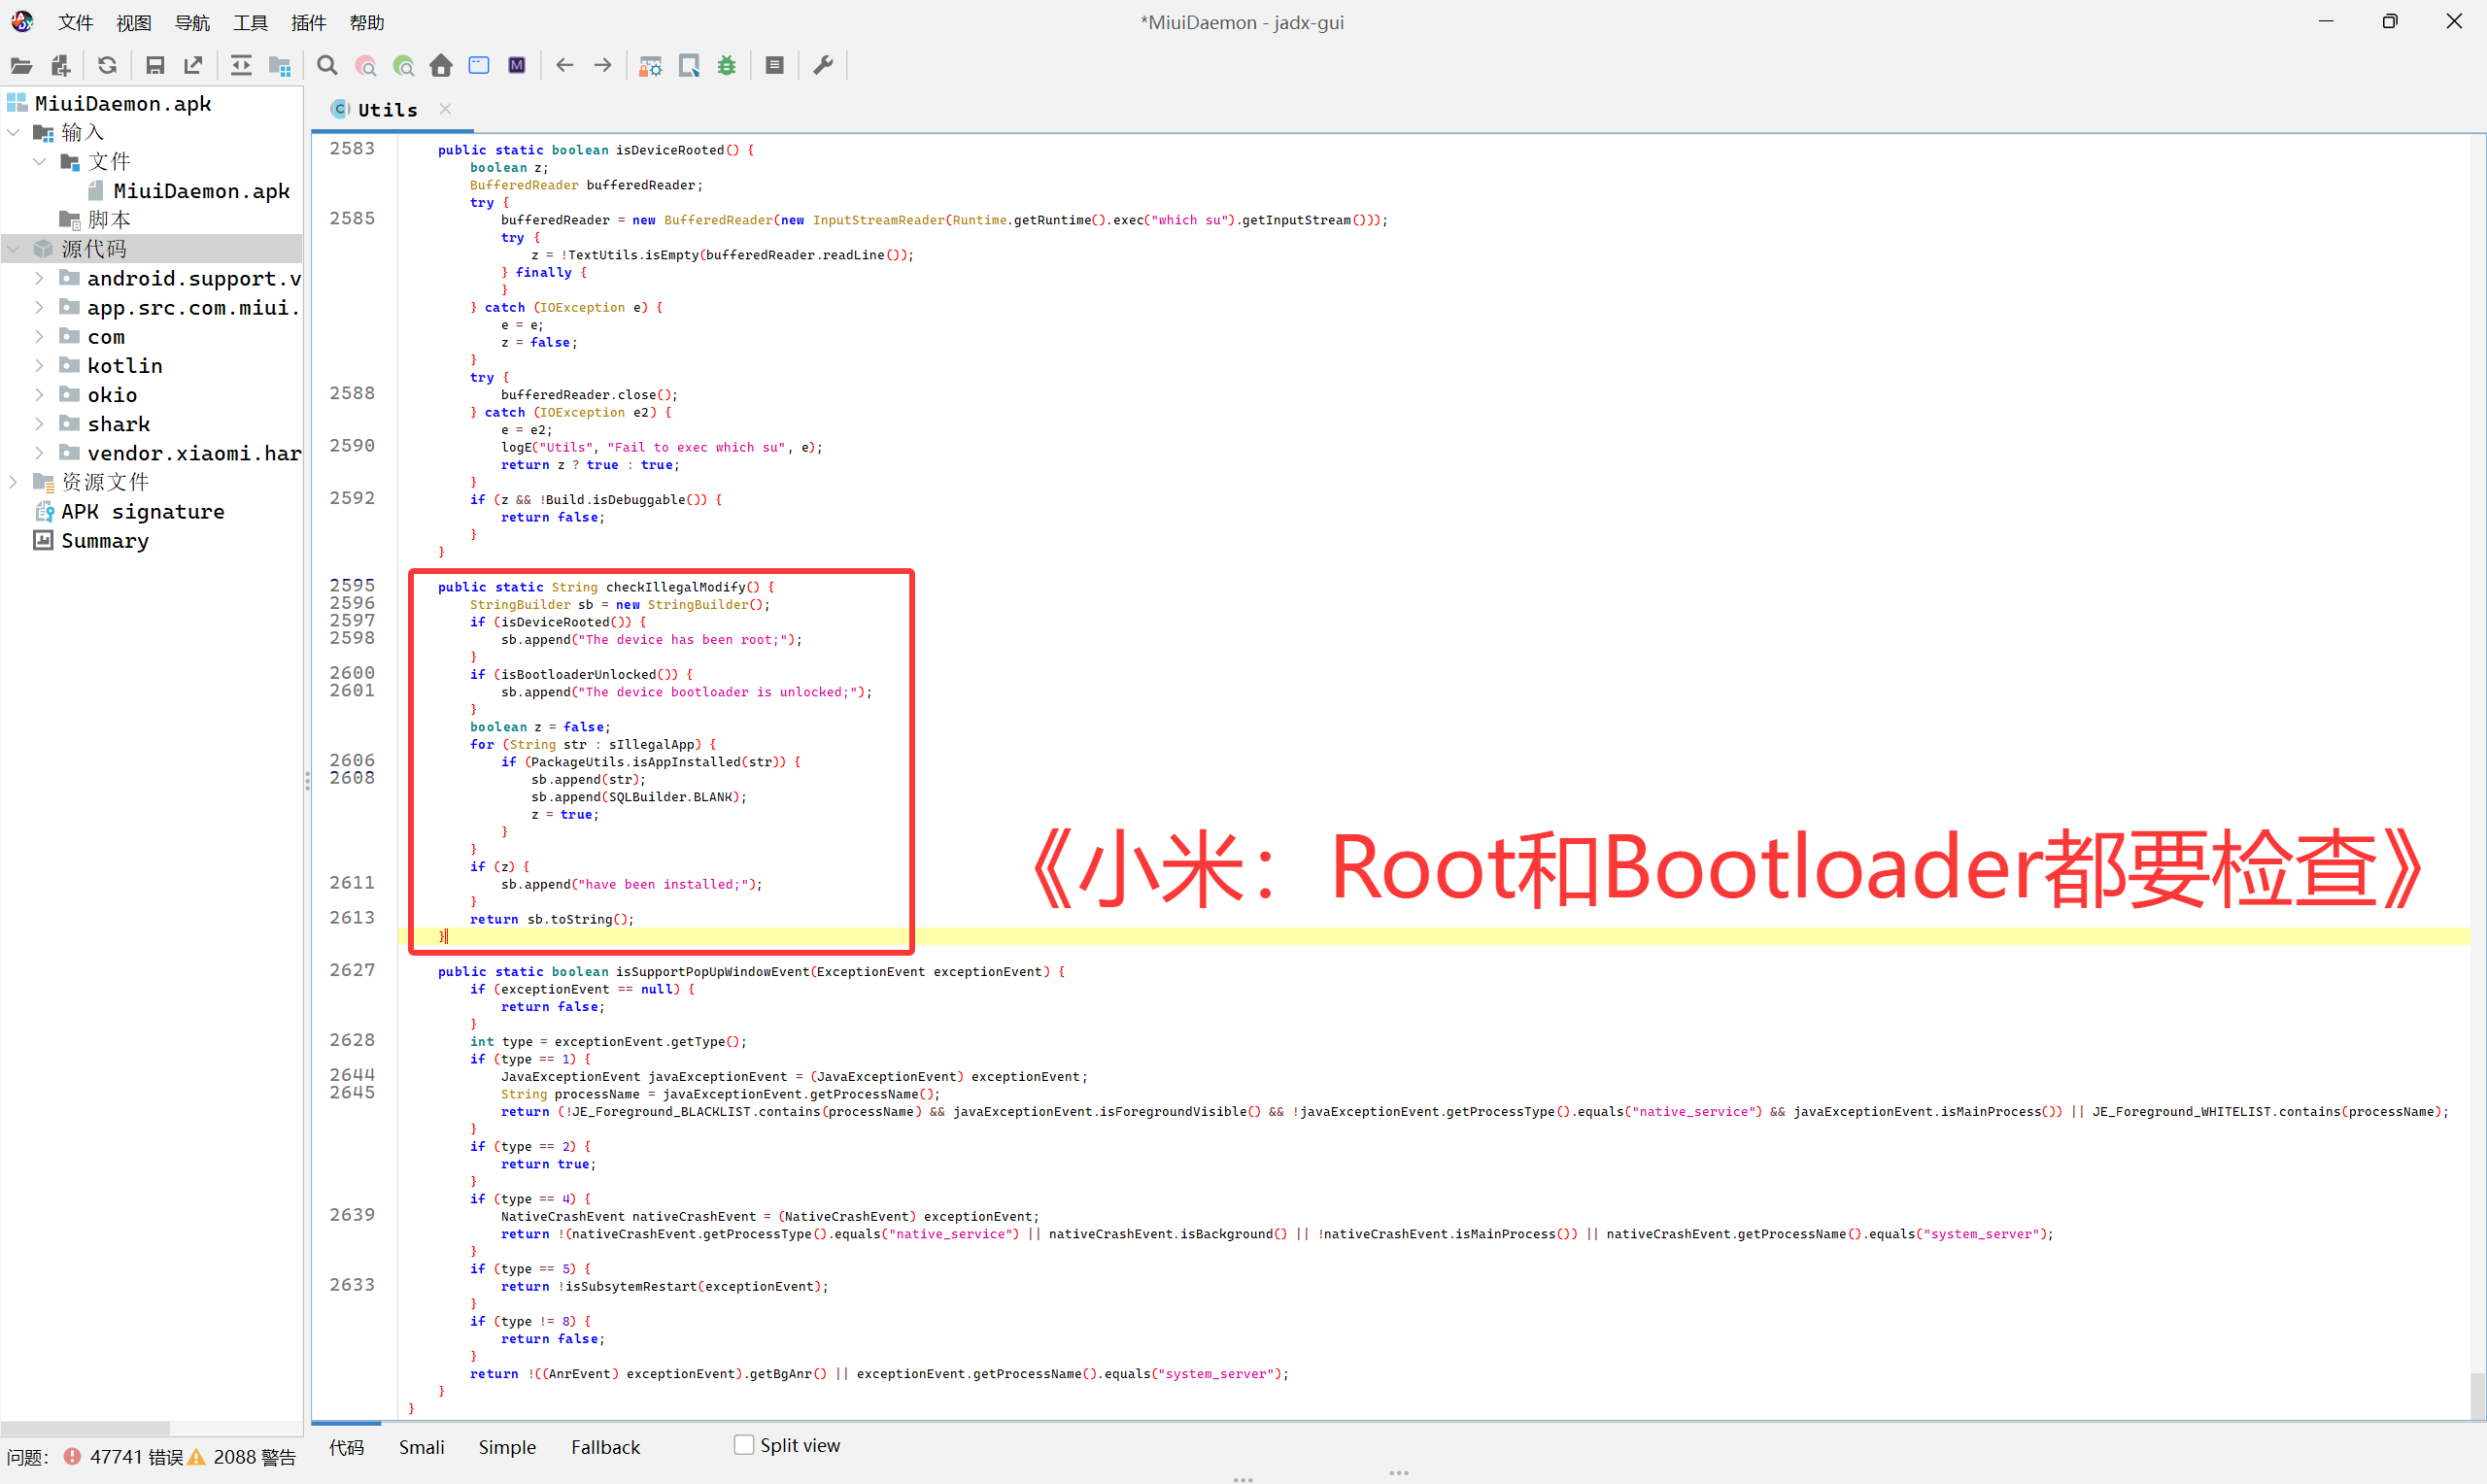 文件 视图 导航 工具 插件 帮助
*MiuiDaemon - jadx-gui
MiuiDaemon.apk
输入
文件
MiuiDaemon.apk
脚本
源代码
android.support.v
app.src.com.miui.
com
kotlin
okio
shark
vendor.xiaomi.har
资源文件
APK signature
Summary
Utils
2583 public static boolean isDeviceRooted() {
boolean z;
BufferedReader bufferedReader;
try {
2585 bufferedReader = new BufferedReader(new InputStreamReader(Runtime.getRuntime().exec("which su").getInputStream()));
try {
z = !TextUtils.isEmpty(bufferedReader.readLine());
} finally {
}
} catch (IOException e) {
e = e;
z = false;
}
try {
2588 bufferedReader.close();
} catch (IOException e2) {
e = e2;
2590 logE("Utils", "Fail to exec which su", e);
return z ? true : true;
}
2592 if (z && !Build.isDebuggable()) {
return false;
}
}
2595 public static String checkIllegalModify() {
2596 StringBuilder sb = new StringBuilder();
2597 if (isDeviceRooted()) {
2598 sb.append("The device has been root;");
}
2600 if (isBootloaderUnlocked()) {
2601 sb.append("The device bootloader is unlocked;");
}
boolean z = false;
for (String str : sIllegalApp) {
2606 if (PackageUtils.isAppInstalled(str)) {
2608 sb.append(str);
sb.append(SQLBuilder.BLANK);
z = true;
}
}
if (z) {
2611 sb.append("have been installed;");
}
2613 return sb.toString();
}
《小米：Root和Bootloader都要检查》
2627 public static boolean isSupportPopUpWindowEvent(ExceptionEvent exceptionEvent) {
if (exceptionEvent == null) {
return false;
}
2628 int type = exceptionEvent.getType();
if (type == 1) {
2644 JavaExceptionEvent javaExceptionEvent = (JavaExceptionEvent) exceptionEvent;
2645 String processName = javaExceptionEvent.getProcessName();
return (!JE_Foreground_BLACKLIST.contains(processName) && javaExceptionEvent.isForegroundVisible() && !javaExceptionEvent.getProcessType().equals("native_service") && javaExceptionEvent.isMainProcess()) || JE_Foreground_WHITELIST.contains(processName);
}
if (type == 2) {
return true;
}
if (type == 4) {
2639 NativeCrashEvent nativeCrashEvent = (NativeCrashEvent) exceptionEvent;
return !(nativeCrashEvent.getProcessType().equals("native_service") || nativeCrashEvent.isBackground() || !nativeCrashEvent.isMainProcess()) || nativeCrashEvent.getProcessName().equals("system_server");
}
if (type == 5) {
2633 return !isSubsytemRestart(exceptionEvent);
}
if (type != 8) {
return false;
}
return !((AnrEvent) exceptionEvent).getBgAnr() || exceptionEvent.getProcessName().equals("system_server");
}
}
问题： 47741 错误 2088 警告
代码 Smali Simple Fallback Split view